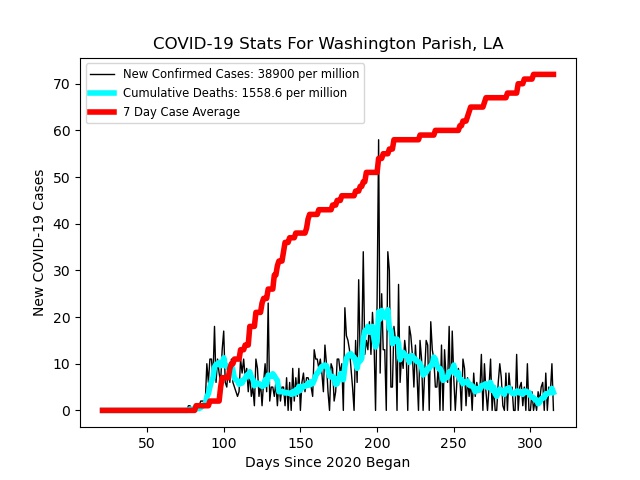 COVID-19 Stats For Washington Parish, LA
New Confirmed Cases: 38900 per million
Cumulative Deaths: 1558.6 per million
7 Day Case Average
New COVID-19 Cases
70
60
50
40
30
20
10
0
50 100 150 200 250 300
Days Since 2020 Began